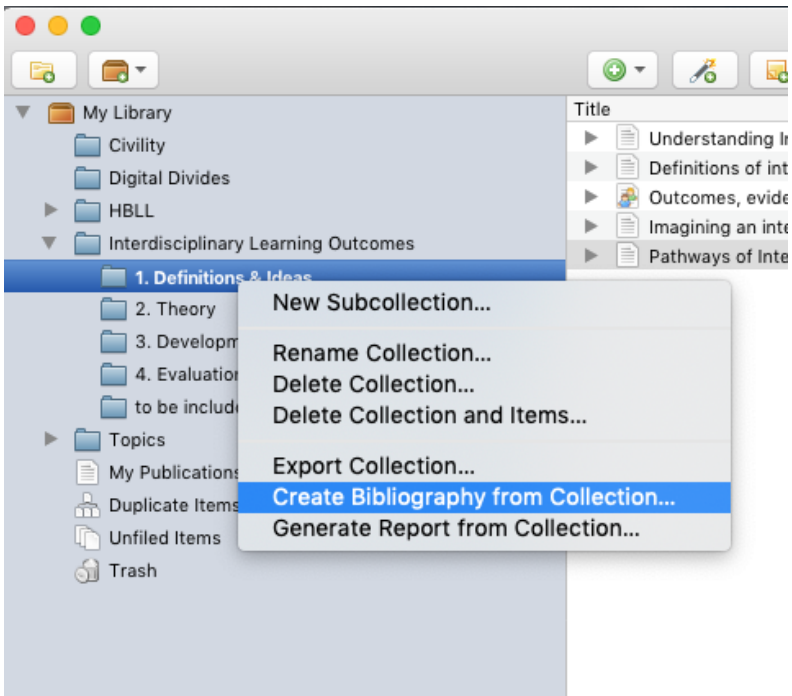 My Library
Civility
Digital Divides
HBLL
Interdisciplinary Learning Outcomes
1. Definitions & Ideas
2. Theory
3. Developm
4. Evaluation
to be include
Topics
My Publications
Duplicate Items
Unfiled Items
Trash
New Subcollection...
Rename Collection...
Delete Collection...
Delete Collection and Items...
Export Collection...
Create Bibliography from Collection...
Generate Report from Collection...
Title
Understanding In
Definitions of int
Outcomes, evide
Imagining an inte
Pathways of Inte